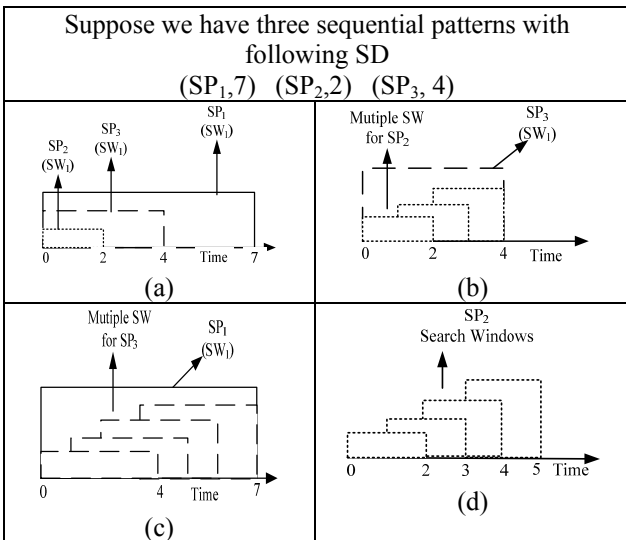 Suppose we have three sequential patterns with
following SD
(SP1,7) (SP2,2) (SP3, 4)
SP1
(SW1)
SP3
(SW1)
SP2
(SW1)
0 2 4 Time 7
(a)
Mutiple SW
for SP2
SP3
(SW1)
0 2 4 Time
(b)
Mutiple SW
for SP3
SP1
(SW1)
0 4 Time 7
(c)
SP2
Search Windows
0 2 3 4 5 Time
(d)